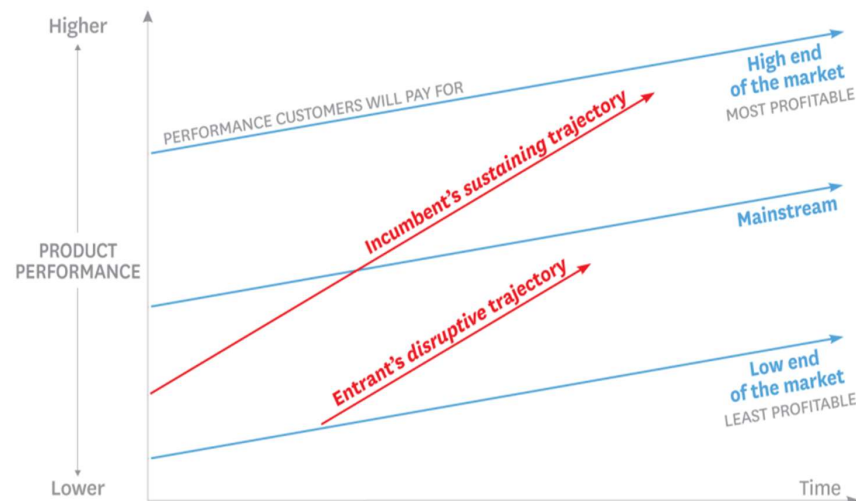 Higher
PERFORMANCE CUSTOMERS WILL PAY FOR
High end
of the market
MOST PROFITABLE
Incumbent's sustaining trajectory
Mainstream
PRODUCT
PERFORMANCE
Entrant's disruptive trajectory
Low end
of the market
LEAST PROFITABLE
Lower
Time